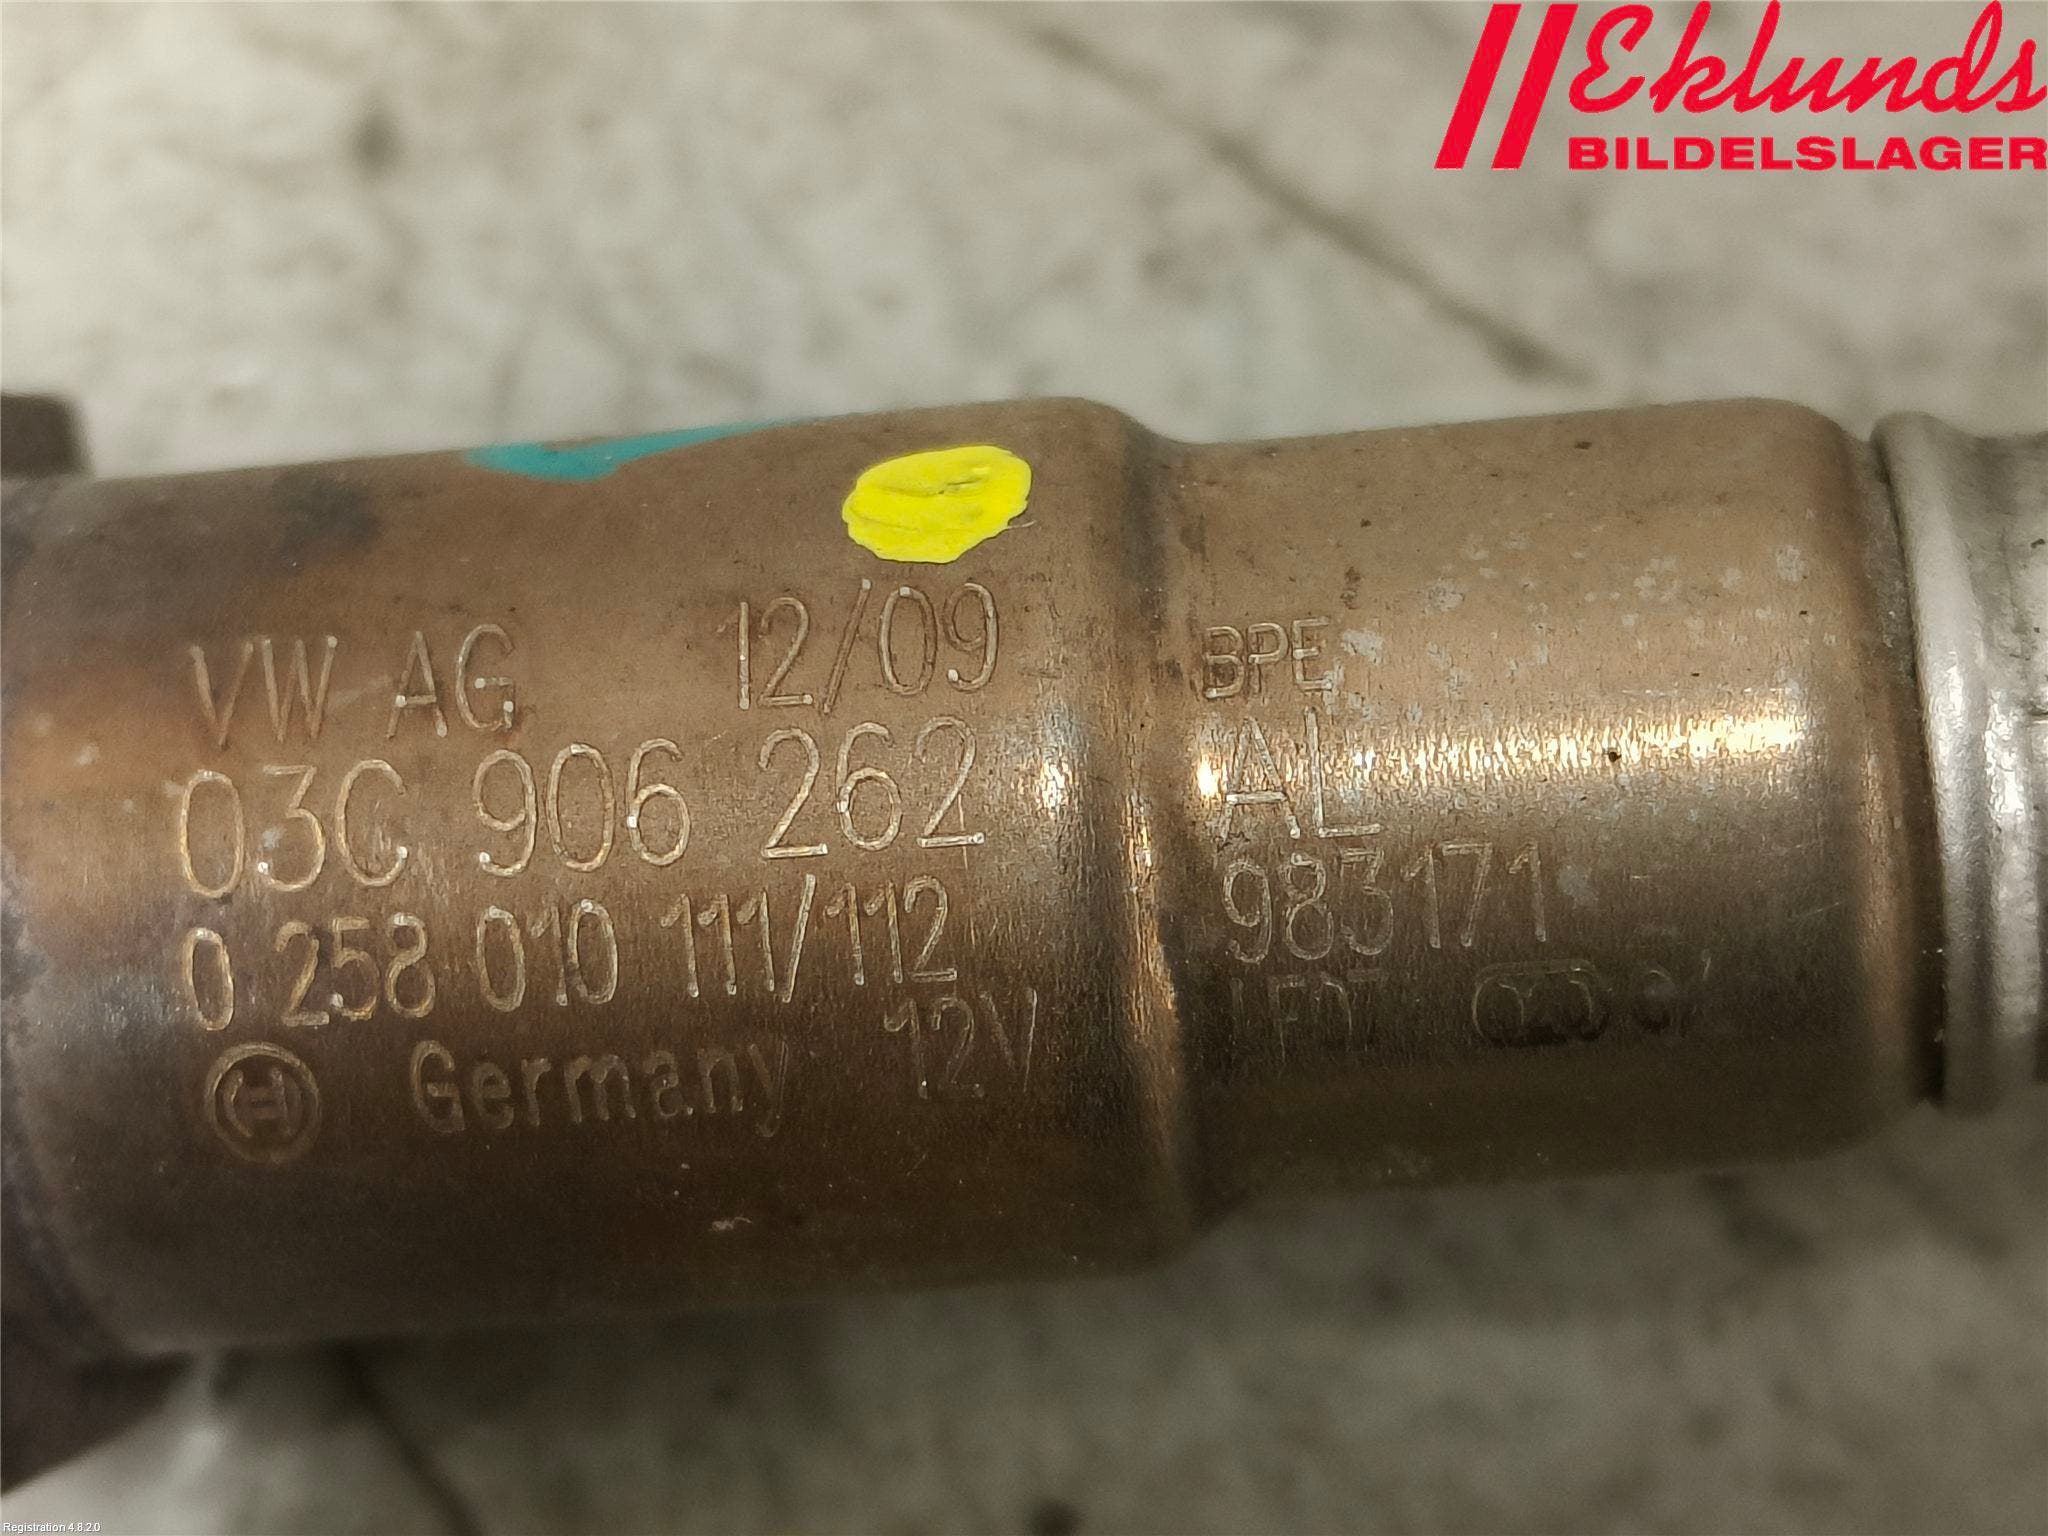 Eklunds
BILDELSLAGER
VW AG 12/09
03C 906 262
0 258 010 111/112
Germany 12V
BPE
AL
983171
LFDT
Registration 4.8.2.0